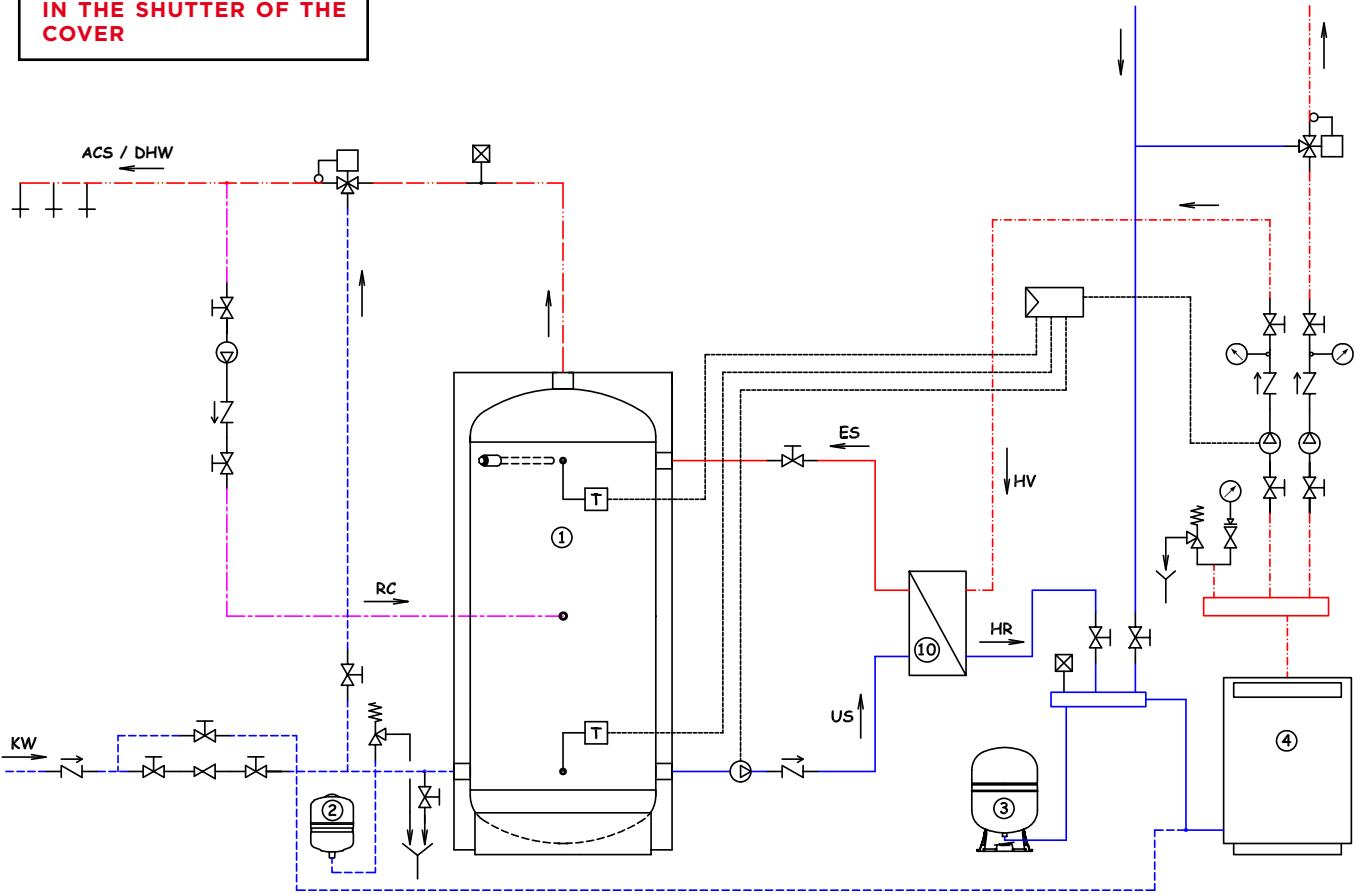 IN THE SHUTTER OF THE
COVER
ACS / DHW
ES
HV
T
1
RC
HR
10
US
T
KW
2
3
4